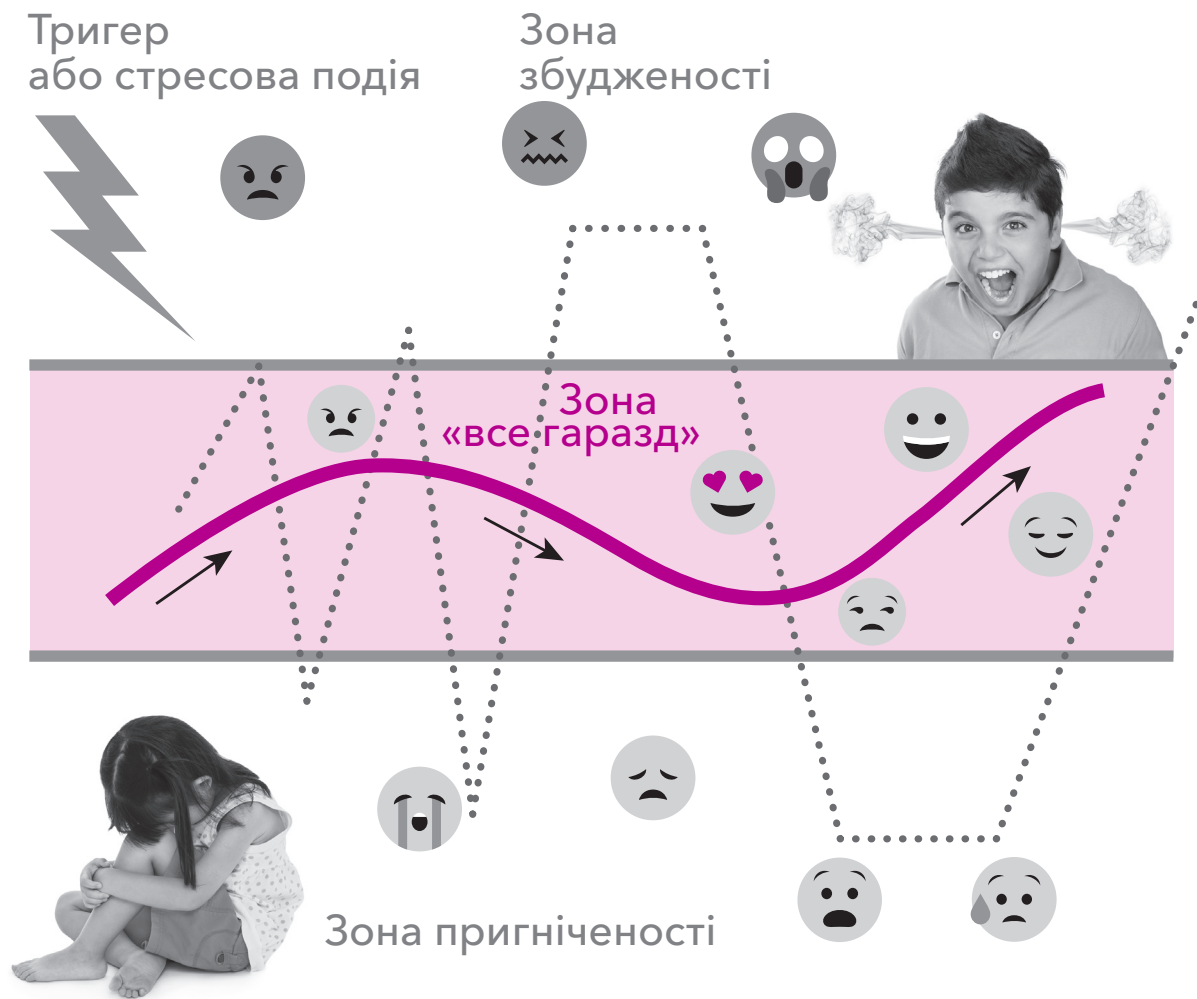 Тригер
або стресова подія
Зона
збудженості
Зона
«все гаразд»
Зона пригніченості